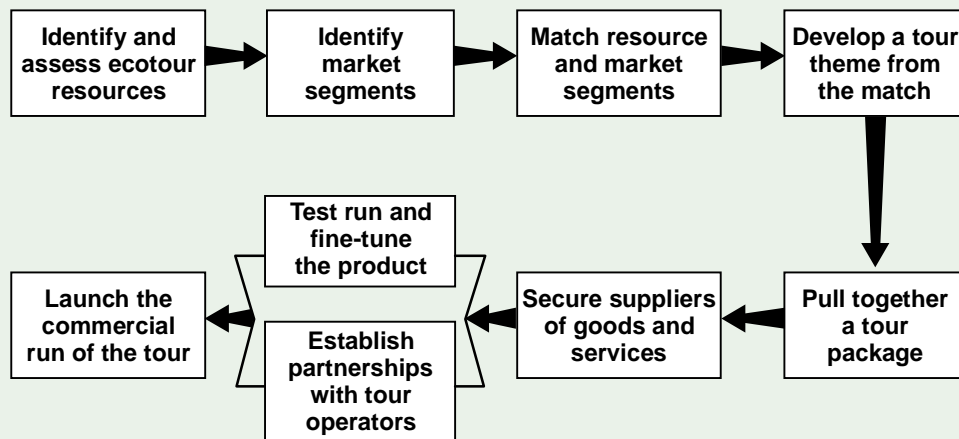 Identify and
assess ecotour
resources
Identify
market
segments
Match resource
and market
segments
Develop a tour
theme from
the match
Pull together
a tour
package
Secure suppliers
of goods and
services
Test run and
fine-tune
the product
Establish
partnerships
with tour
operators
Launch the
commercial
run of the tour